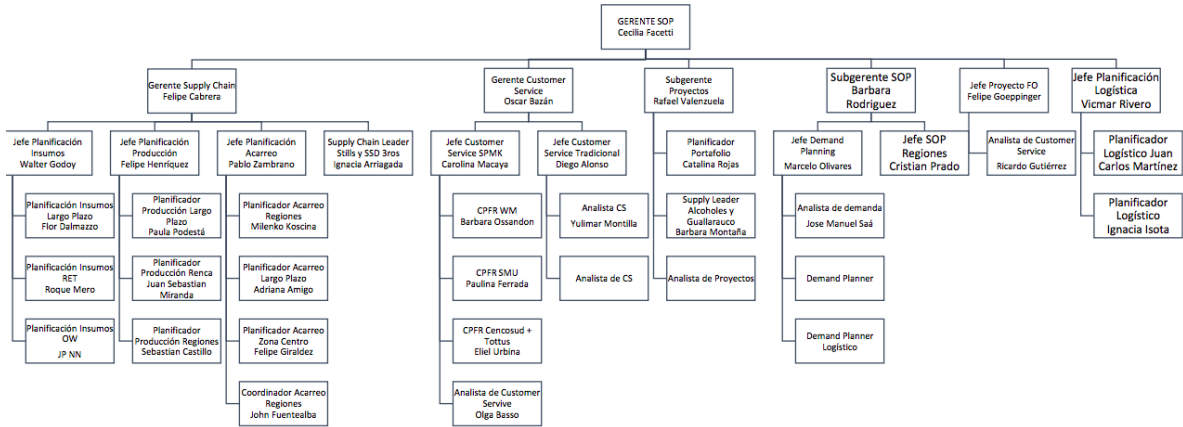 GERENTE SOP
Cecilia Facetti
Gerente Supply Chain
Felipe Cabrera
Gerente Customer
Service
Oscar Bazán
Subgerente
Proyectos
Rafael Valenzuela
Subgerente SOP
Barbara
Rodriguez
Jefe Proyecto FO
Felipe Goeppinger
Jefe Planificación
Logística
Vicmar Rivero
Jefe Planificación
Insumos
Walter Godoy
Jefe Planificación
Producción
Felipe Henríquez
Jefe Planificación
Acarreo
Pablo Zambrano
Supply Chain Leader
Stills y SSD 3ros
Ignacia Arriagada
Jefe Customer
Service SPMK
Carolina Macaya
Jefe Customer
Service Tradicional
Diego Alonso
Planificador
Portafolio
Catalina Rojas
Jefe Demand
Planning
Marcelo Olivares
Jefe SOP
Regiones
Cristian Prado
Analista de Customer
Service
Ricardo Gutiérrez
Planificador
Logístico Juan
Carlos Martínez
Planificación Insumos
Largo Plazo
Flor Dalmazzo
Planificador
Producción Largo
Plazo
Paula Podestá
Planificador Acarreo
Regiones
Milenko Koscina
CPFR WM
Barbara Ossandon
Analista CS
Yulimar Montilla
Supply Leader
Alcoholes y
Guallarauco
Barbara Montaña
Analista de demanda
Jose Manuel Saá
Planificador
Logístico
Ignacia Isota
Planificación Insumos
RET
Roque Mero
Planificador
Producción Renca
Juan Sebastian
Miranda
Planificador Acarreo
Largo Plazo
Adriana Amigo
CPFR SMU
Paulina Ferrada
Analista de CS
Analista de Proyectos
Demand Planner
Planificación Insumos
OW
JP NN
Planificador
Producción Regiones
Sebastian Castillo
Planificador Acarreo
Zona Centro
Felipe Giraldez
CPFR Cencosud +
Tottus
Eliel Urbina
Demand Planner
Logístico
Coordinador Acarreo
Regiones
John Fuentealba
Analista de Customer
Servive
Olga Basso